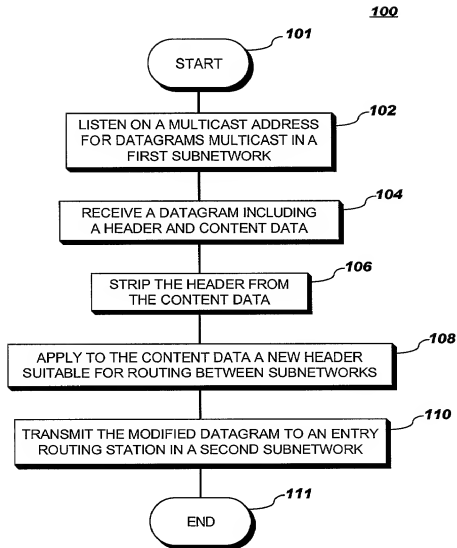 100
101
START
102
LISTEN ON A MULTICAST ADDRESS
FOR DATAGRAMS MULTICAST IN A
FIRST SUBNETWORK
104
RECEIVE A DATAGRAM INCLUDING
A HEADER AND CONTENT DATA
106
STRIP THE HEADER FROM
THE CONTENT DATA
108
APPLY TO THE CONTENT DATA A NEW HEADER
SUITABLE FOR ROUTING BETWEEN SUBNETWORKS
110
TRANSMIT THE MODIFIED DATAGRAM TO AN ENTRY
ROUTING STATION IN A SECOND SUBNETWORK
111
END